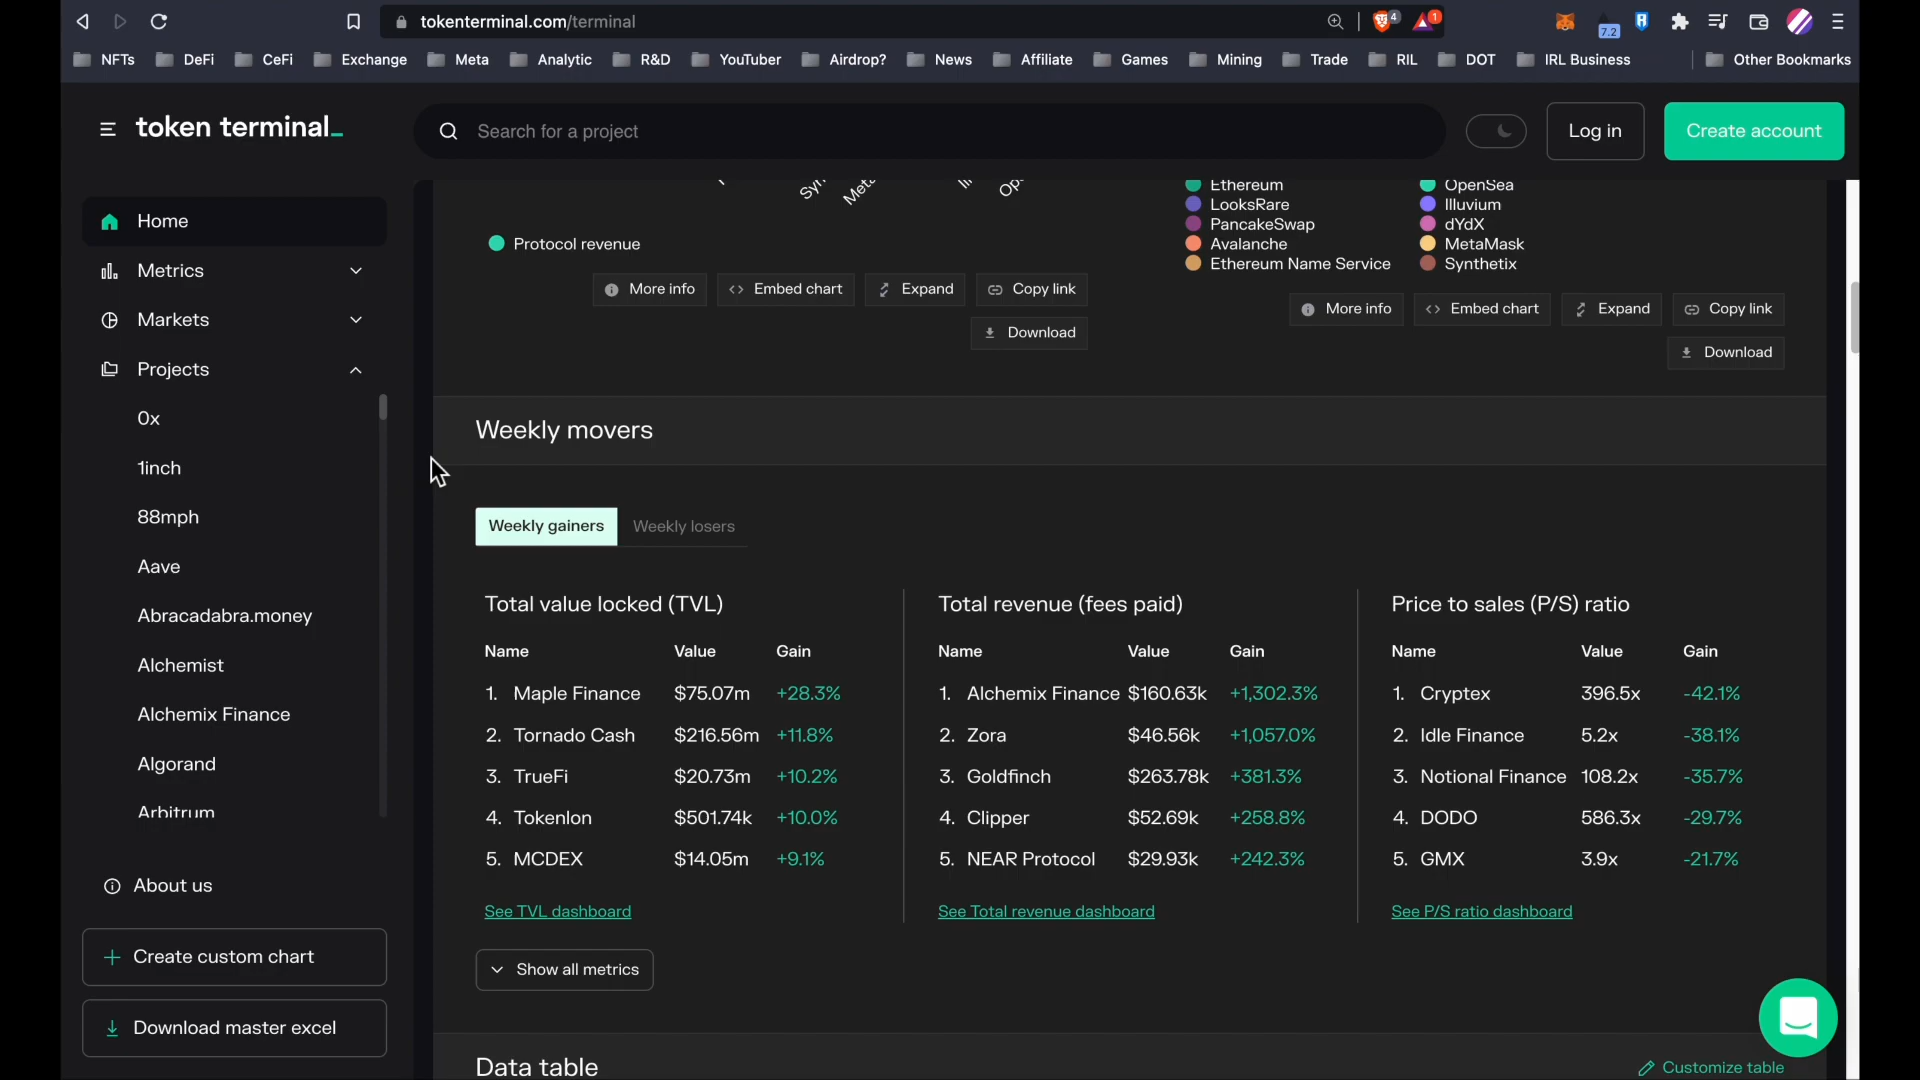 tokenterminal.com/terminal
4
1
7.2
NFTs
DeFi
CeFi
Exchange
Meta
Analytic
R&D
YouTuber
Airdrop?
News
Affiliate
Games
Mining
Trade
RIL
DOT
IRL Business
Other Bookmarks
token terminal_
Search for a project
Log in
Create account
Home
Metrics
Markets
Projects
0x
1inch
88mph
Aave
Abracadabra.money
Alchemist
Alchemix Finance
Algorand
Arbitrum
About us
Create custom chart
Download master excel
Protocol revenue
More info
Embed chart
Expand
Copy link
Download
Ethereum
LooksRare
PancakeSwap
Avalanche
Ethereum Name Service
OpenSea
Illuvium
dYdX
MetaMask
Synthetix
More info
Embed chart
Expand
Copy link
Download
Weekly movers
Weekly gainers
Weekly losers
Total value locked (TVL)
Name Value Gain
1. Maple Finance $75.07m +28.3%
2. Tornado Cash $216.56m +11.8%
3. TrueFi $20.73m +10.2%
4. Tokenlon $501.74k +10.0%
5. MCDEX $14.05m +9.1%
See TVL dashboard
Total revenue (fees paid)
Name Value Gain
1. Alchemix Finance $160.63k +1,302.3%
2. Zora $46.56k +1,057.0%
3. Goldfinch $263.78k +381.3%
4. Clipper $52.69k +258.8%
5. NEAR Protocol $29.93k +242.3%
See Total revenue dashboard
Price to sales (P/S) ratio
Name Value Gain
1. Cryptex 396.5x -42.1%
2. Idle Finance 5.2x -38.1%
3. Notional Finance 108.2x -35.7%
4. DODO 586.3x -29.7%
5. GMX 3.9x -21.7%
See P/S ratio dashboard
Show all metrics
Data table
Customize table